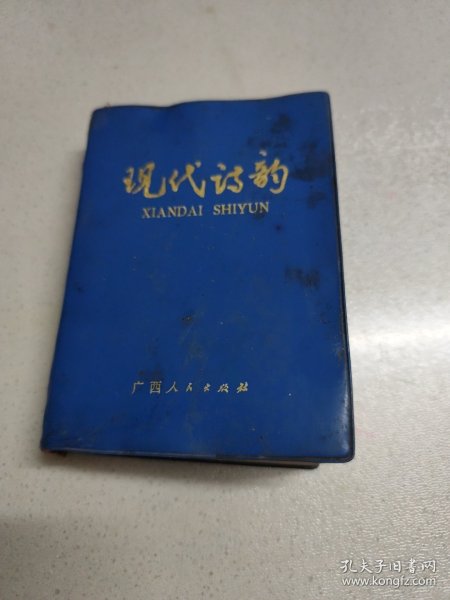 现代诗韵
XIANDAI SHIYUN
广西人民出版社
孔夫子旧书网
www.kongfz.com